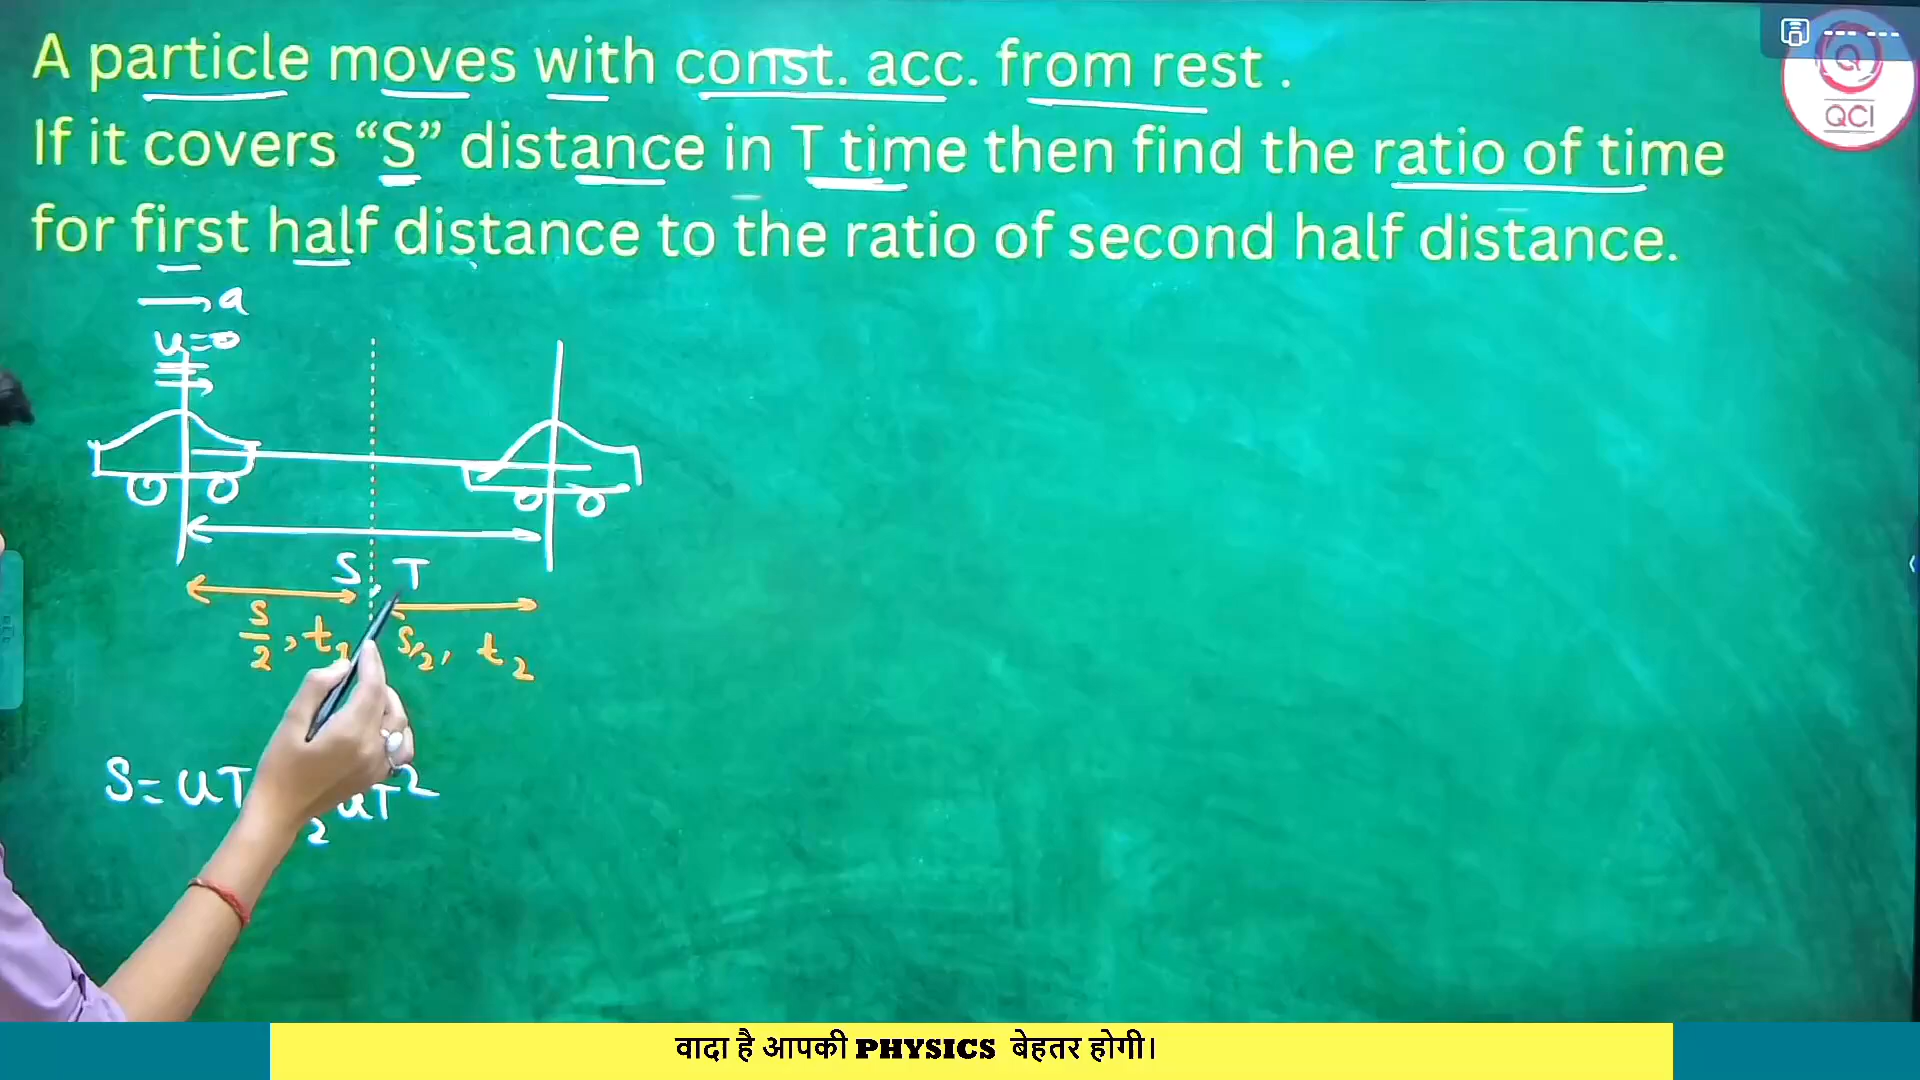 A particle moves with const. acc. from rest .
If it covers “S” distance in T time then find the ratio of time
for first half distance to the ratio of second half distance.
QCI
a
u=0
S, T
S/2, t
S/2, t2
S= uT
2
aT²
वादा है आपकी PHYSICS बेहतर होगी।